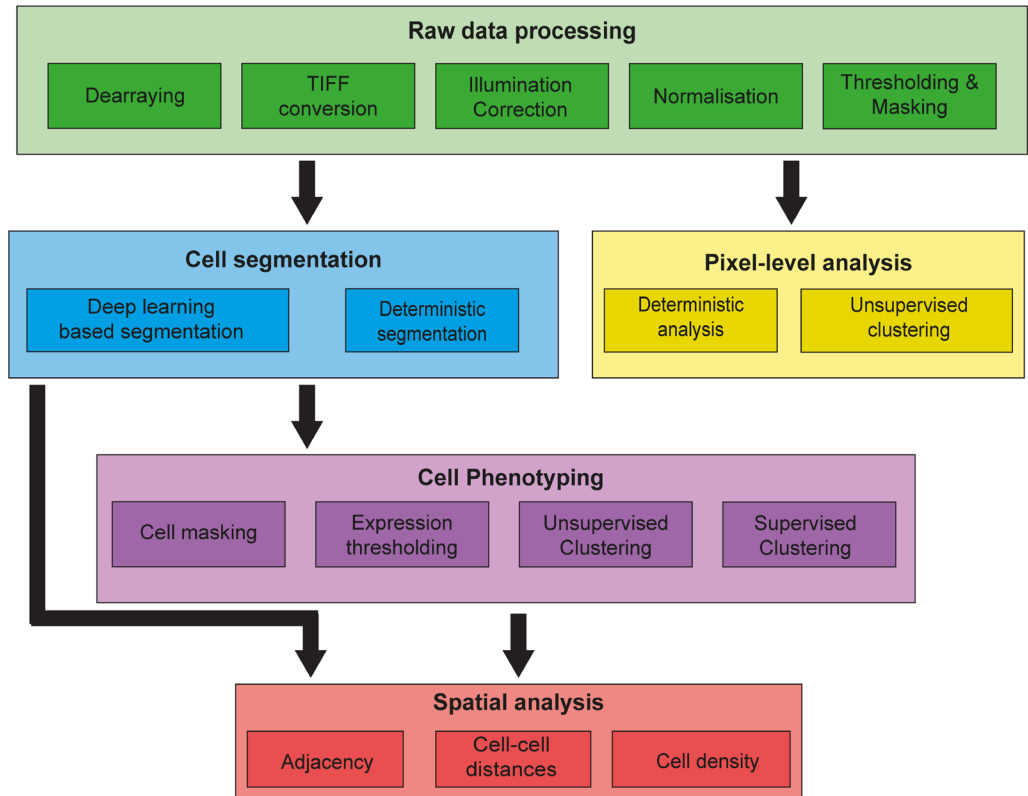 Raw data processing
Dearraying
TIFF
conversion
Illumination
Correction
Normalisation
Thresholding &
Masking
Cell segmentation
Deep learning
based segmentation
Deterministic
segmentation
Pixel-level analysis
Deterministic
analysis
Unsupervised
clustering
Cell Phenotyping
Cell masking
Expression
thresholding
Unsupervised
Clustering
Supervised
Clustering
Spatial analysis
Adjacency
Cell-cell
distances
Cell density